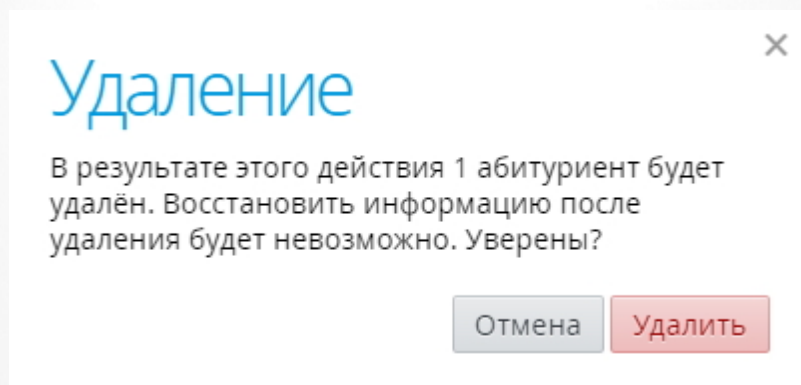 Удаление
В результате этого действия 1 абитуриент будет
удалён. Восстановить информацию после
удаления будет невозможно. Уверены?
Отмена
Удалить